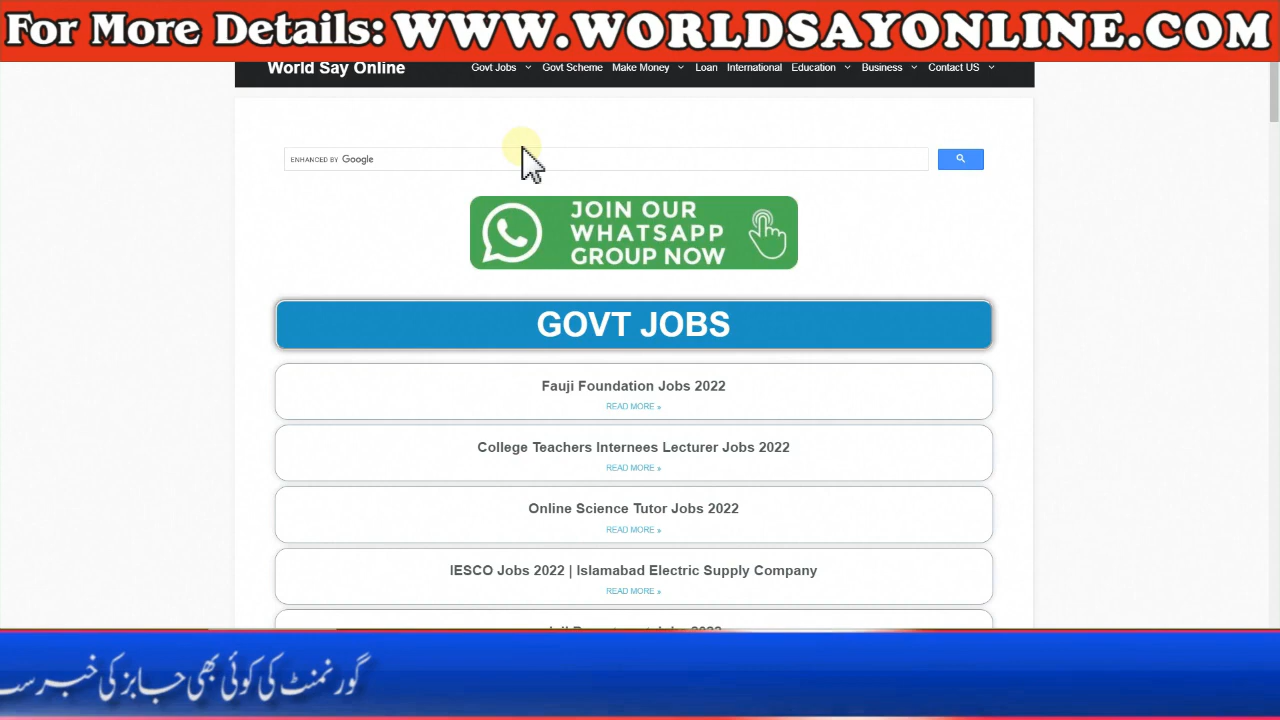 For More Details: WWW.WORLDSAYONLINE.COM
World Say Online Govt Jobs Govt Scheme Make Money Loan International Education Business Contact US
ENHANCED BY Google
JOIN OUR
WHATSAPP
GROUP NOW
GOVT JOBS
Fauji Foundation Jobs 2022
READ MORE »
College Teachers Internees Lecturer Jobs 2022
READ MORE »
Online Science Tutor Jobs 2022
READ MORE »
IESCO Jobs 2022 | Islamabad Electric Supply Company
READ MORE »
Jobs 2022
گورنمنٹ کی کوئی بھی جابز کی خبر